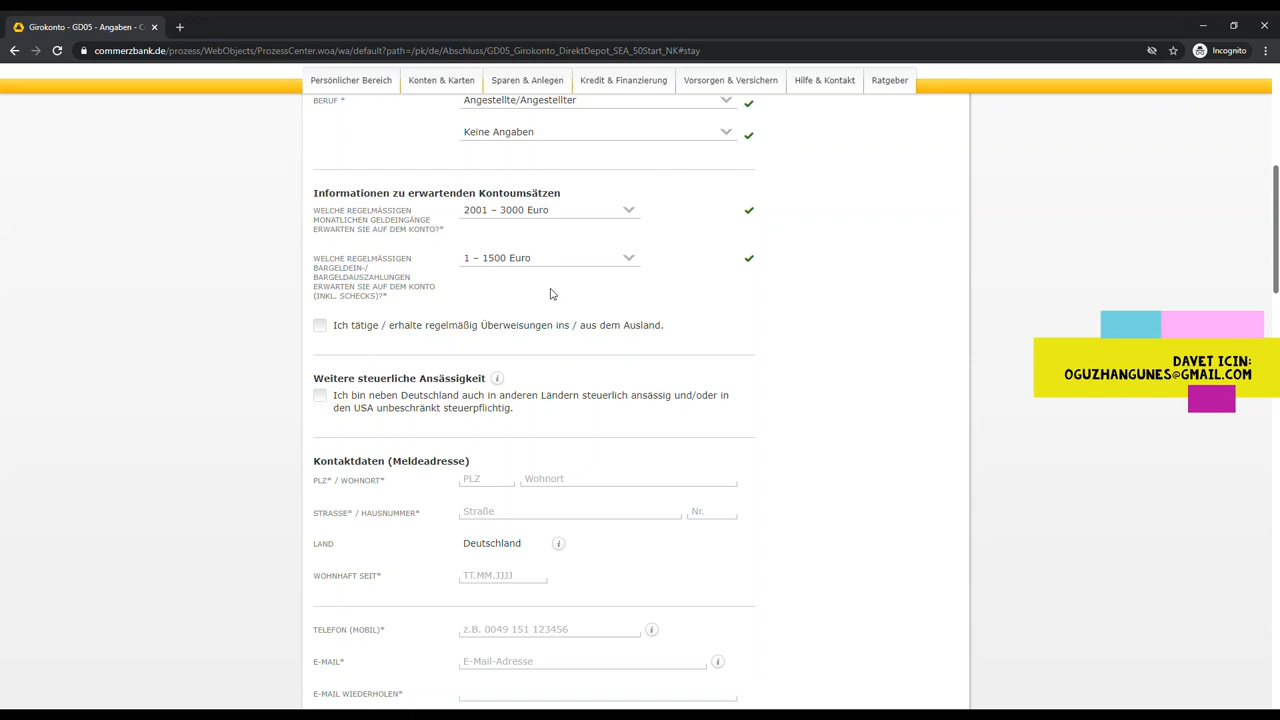 Girokonto - GD05 - Angaben - C
commerzbank.de/prozess/WebObjects/ProzessCenter.woa/wa/default?path=/pk/de/Abschluss/GD05_Girokonto_DirektDepot_SEA_50Start_NK#stay
Incognito
Persönlicher Bereich
Konten & Karten
Sparen & Anlegen
Kredit & Finanzierung
Vorsorgen & Versichern
Hilfe & Kontakt
Ratgeber
BERUF *
Angestellte/Angestellter
Keine Angaben
Informationen zu erwartenden Kontoumsätzen
WELCHE REGELMÄSSIGEN
MONATLICHEN GELDEINGÄNGE
ERWARTEN SIE AUF DEM KONTO?*
2001 – 3000 Euro
WELCHE REGELMÄSSIGEN
BARGELDEIN-/
BARGELDAUSZAHLUNGEN
ERWARTEN SIE AUF DEM KONTO
(INKL. SCHECKS)?*
1 – 1500 Euro
Ich tätige / erhalte regelmäßig Überweisungen ins / aus dem Ausland.
DAVET ICIN:
OGUZHANGUNES@GMAIL.COM
Weitere steuerliche Ansässigkeit i
Ich bin neben Deutschland auch in anderen Ländern steuerlich ansässig und/oder in
den USA unbeschränkt steuerpflichtig.
Kontaktdaten (Meldeadresse)
PLZ* / WOHNORT*
PLZ
Wohnort
STRASSE* / HAUSNUMMER*
Straße
Nr.
LAND
Deutschland i
WOHNHAFT SEIT*
TT.MM.JJJJ
TELEFON (MOBIL)*
z.B. 0049 151 123456 i
E-MAIL*
E-Mail-Adresse i
E-MAIL WIEDERHOLEN*